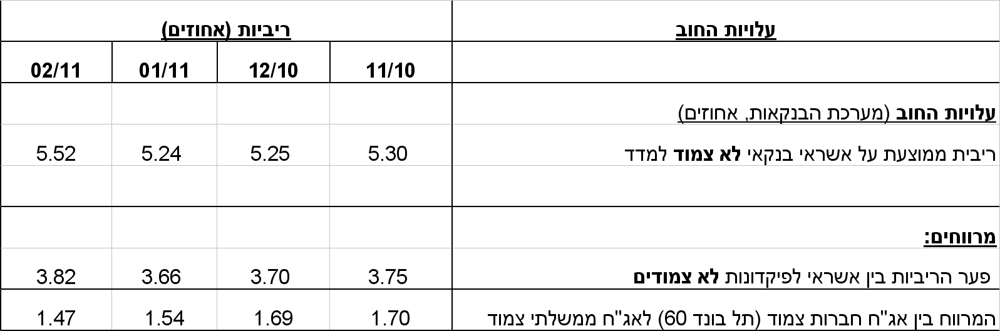 עלויות החוב ריביות (אחוזים)
11/10 12/10 01/11 02/11
עלויות החוב (מערכת הבנקאות, אחוזים)
ריבית ממוצעת על אשראי בנקאי לא צמוד למדד 5.30 5.25 5.24 5.52
מרווחים:
פער הריביות בין אשראי לפיקדונות לא צמודים 3.75 3.70 3.66 3.82
המרווח בין אג"ח חברות צמוד (תל בונד 60) לאג"ח ממשלתי צמוד 1.70 1.69 1.54 1.47